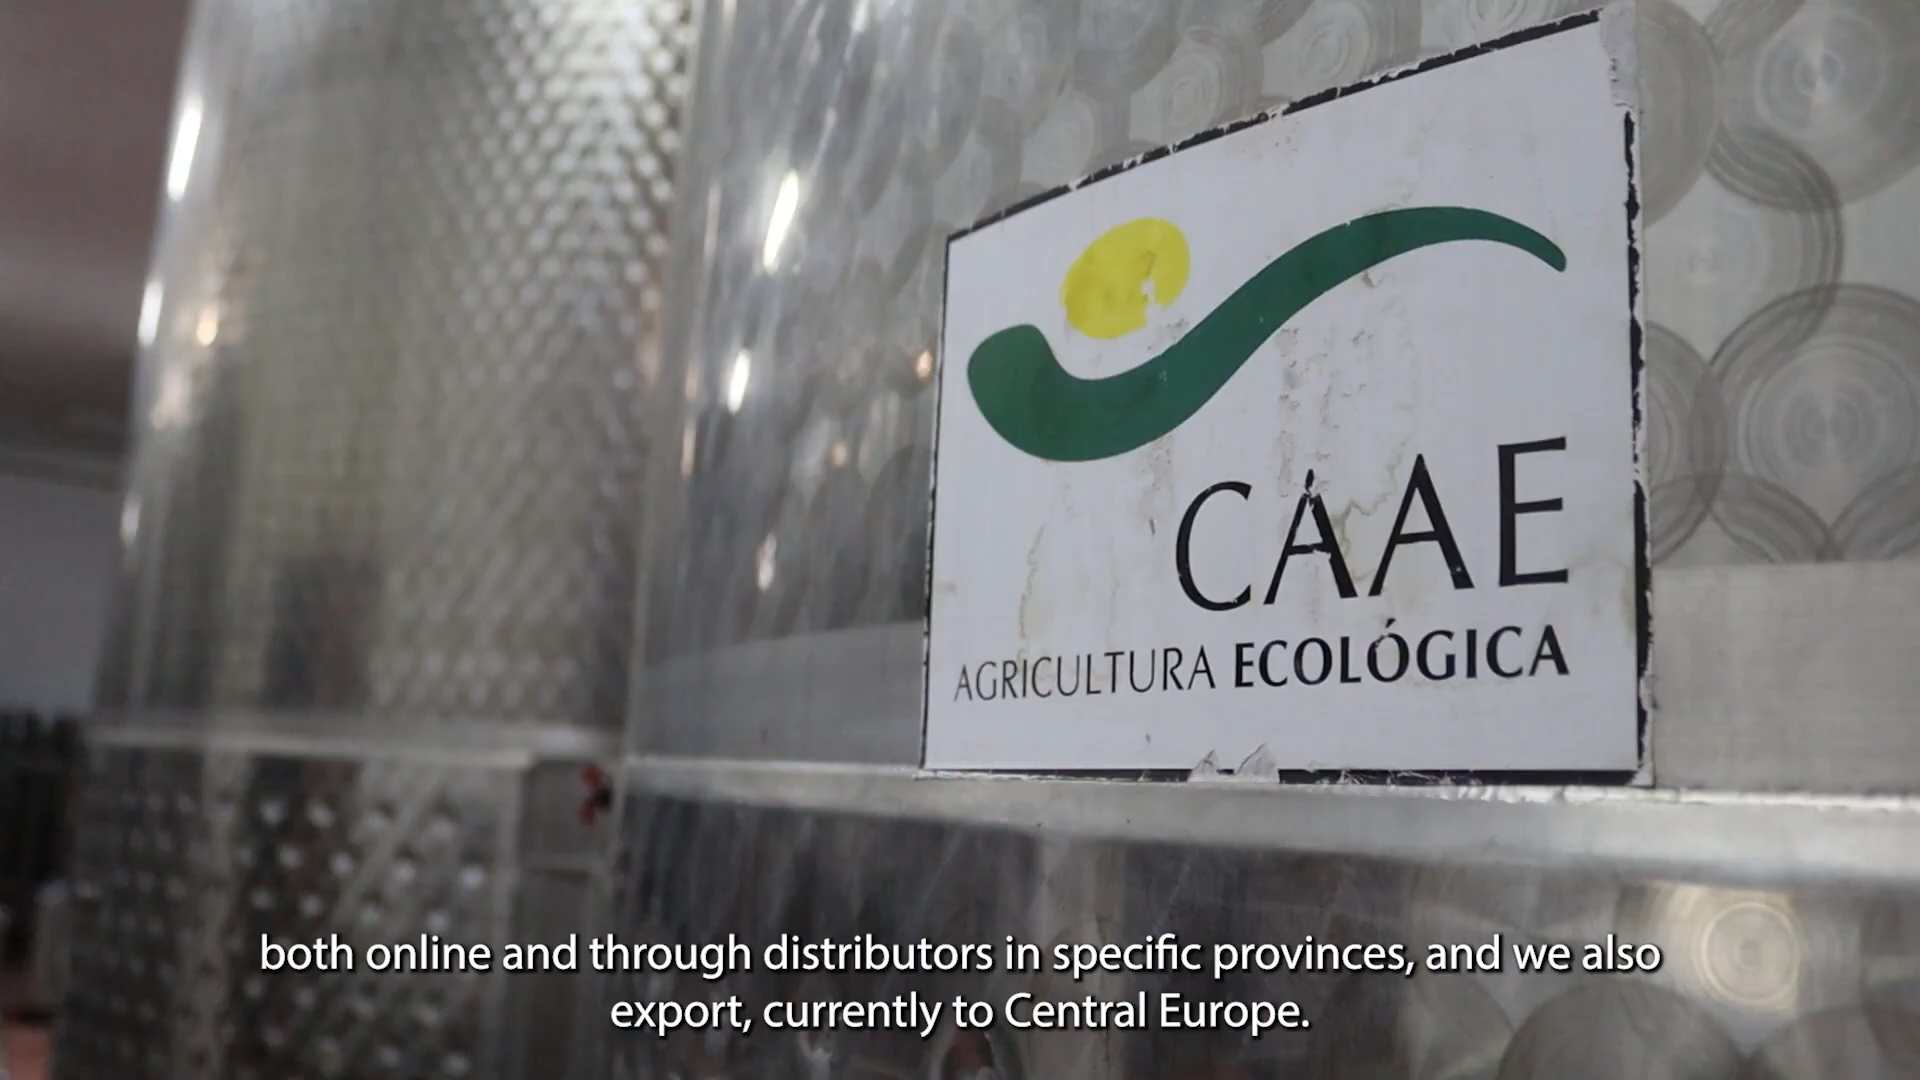 CAAE
AGRICULTURA ECOLÓGICA
both online and through distributors in specific provinces, and we also
export, currently to Central Europe.